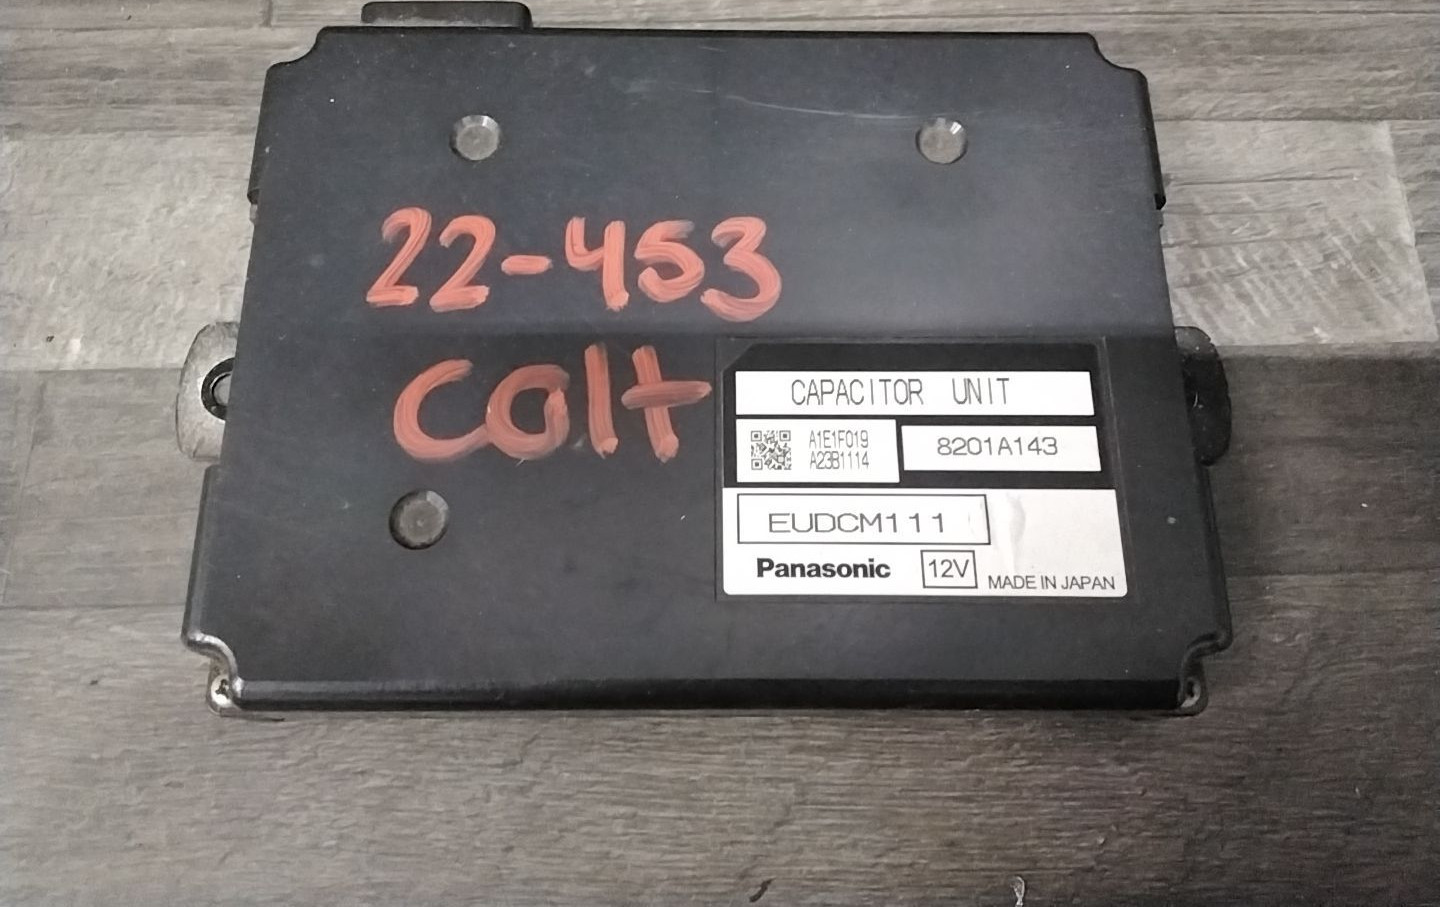 22-453
Colt
CAPACITOR UNIT
A1E1F019
A23B1114
8201A143
EUDCM111
Panasonic 12V MADE IN JAPAN